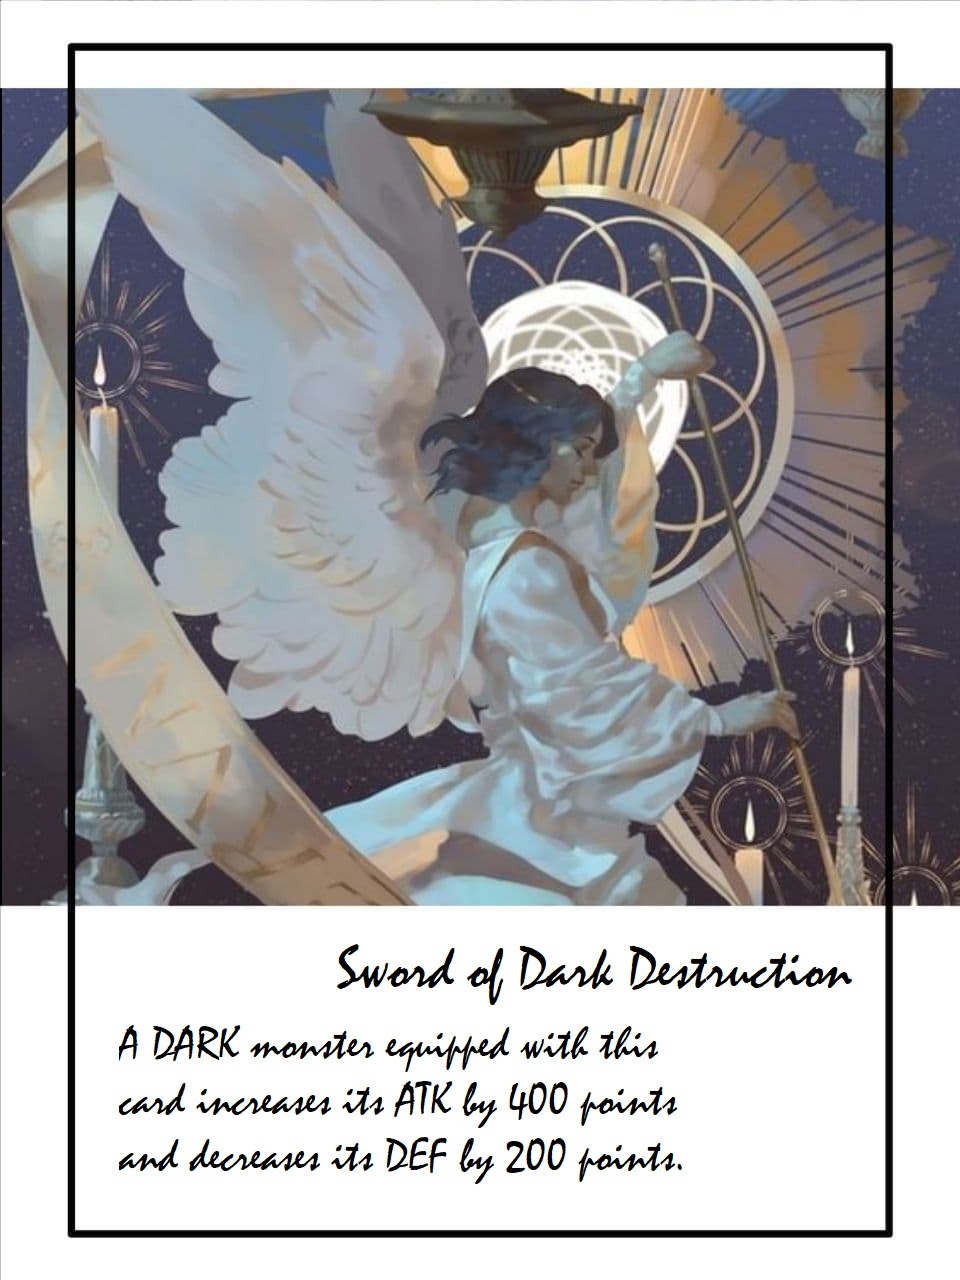 Sword of Dark Destruction
A DARK monster equipped with this
card increases its ATK by 400 points
and decreases its DEF by 200 points.